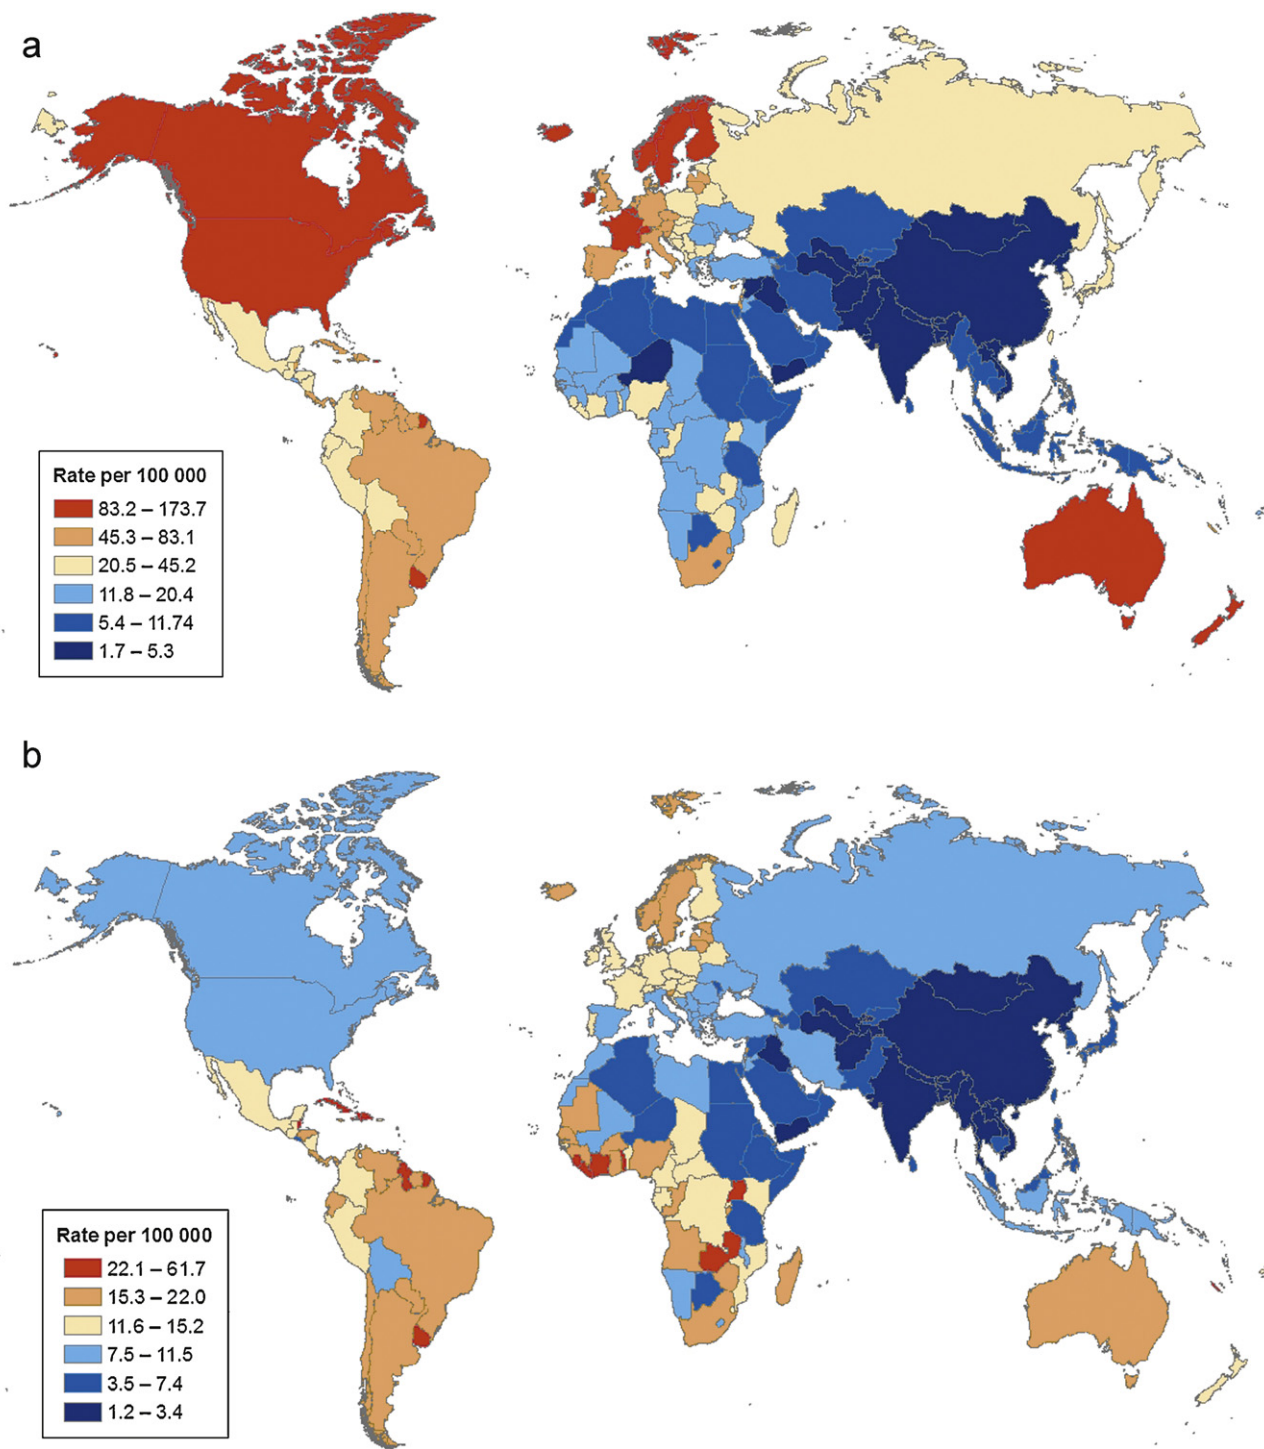 a
Rate per 100 000
83.2 – 173.7
45.3 – 83.1
20.5 – 45.2
11.8 – 20.4
5.4 – 11.74
1.7 – 5.3
b
Rate per 100 000
22.1 – 61.7
15.3 – 22.0
11.6 – 15.2
7.5 – 11.5
3.5 – 7.4
1.2 – 3.4